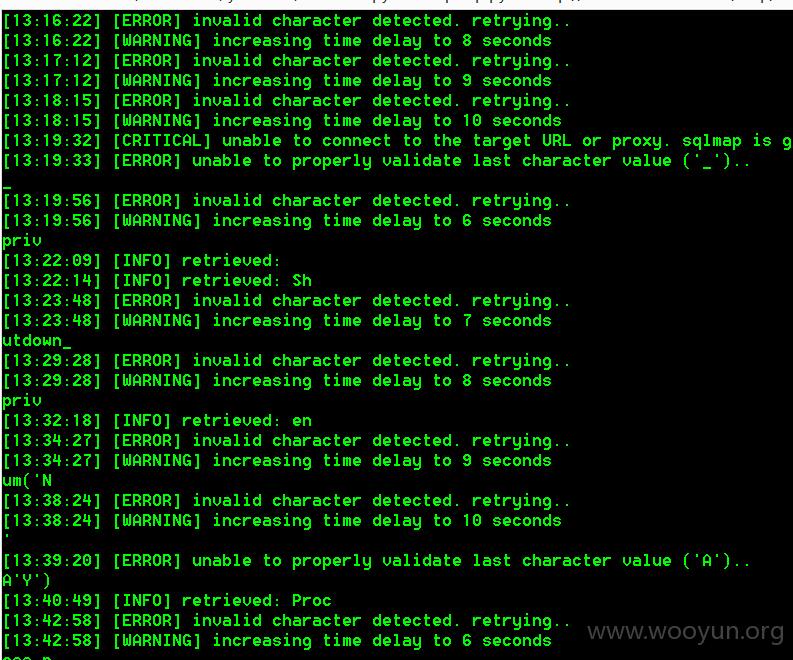 [13:16:22] [ERROR] invalid character detected. retrying..
[13:16:22] [WARNING] increasing time delay to 8 seconds
[13:17:12] [ERROR] invalid character detected. retrying..
[13:17:12] [WARNING] increasing time delay to 9 seconds
[13:18:15] [ERROR] invalid character detected. retrying..
[13:18:15] [WARNING] increasing time delay to 10 seconds
[13:19:32] [CRITICAL] unable to connect to the target URL or proxy. sqlmap is g
[13:19:33] [ERROR] unable to properly validate last character value ('_')..
_
[13:19:56] [ERROR] invalid character detected. retrying..
[13:19:56] [WARNING] increasing time delay to 6 seconds
priv
[13:22:09] [INFO] retrieved:
[13:22:14] [INFO] retrieved: Sh
[13:23:48] [ERROR] invalid character detected. retrying..
[13:23:48] [WARNING] increasing time delay to 7 seconds
utdown_
[13:29:28] [ERROR] invalid character detected. retrying..
[13:29:28] [WARNING] increasing time delay to 8 seconds
priv
[13:32:18] [INFO] retrieved: en
[13:34:27] [ERROR] invalid character detected. retrying..
[13:34:27] [WARNING] increasing time delay to 9 seconds
um('N
[13:38:24] [ERROR] invalid character detected. retrying..
[13:38:24] [WARNING] increasing time delay to 10 seconds
'
[13:39:20] [ERROR] unable to properly validate last character value ('A')..
A'Y')
[13:40:49] [INFO] retrieved: Proc
[13:42:58] [ERROR] invalid character detected. retrying..
[13:42:58] [WARNING] increasing time delay to 6 seconds
www.wooyun.org